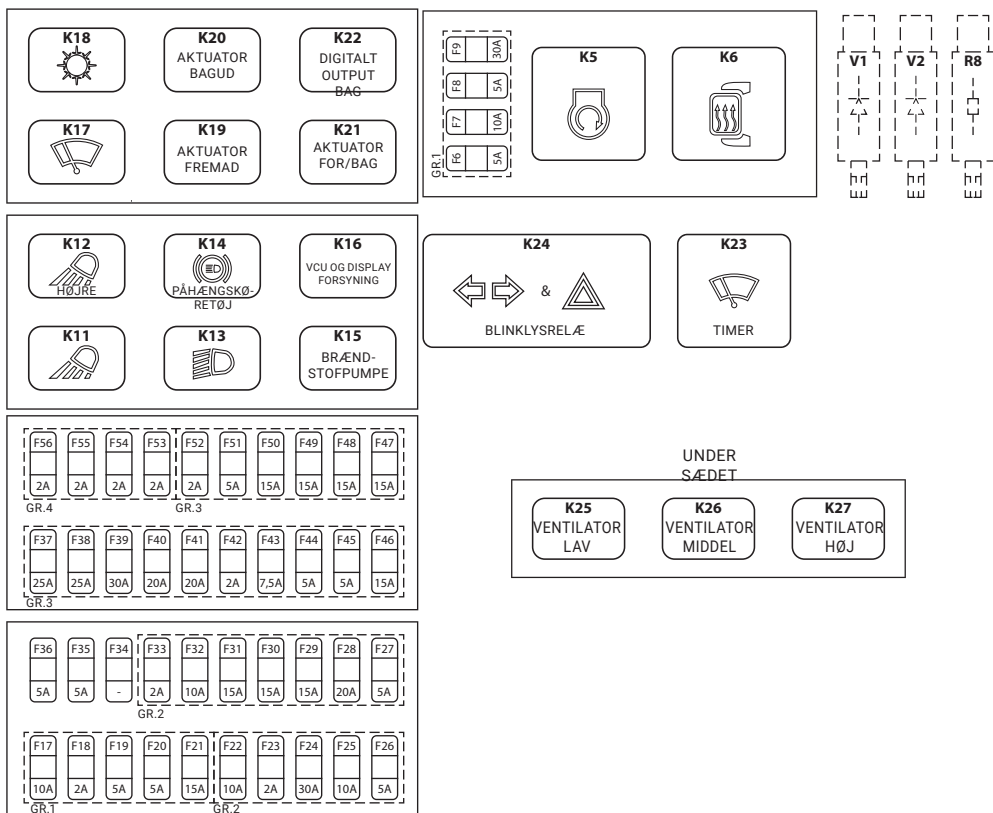 K18
K20
AKTUATOR
BAGUD
K22
DIGITALT
OUTPUT
BAG
K17
K19
AKTUATOR
FREMAD
K21
AKTUATOR
FOR/BAG
F9 30A
F8 5A
F7 10A
F6 5A
GR.1
K5
K6
V1
V2
R8
K12
HØJRE
K14
PÅHÆNGSKØ-
RETØJ
K16
VCU OG DISPLAY
FORSYNING
K11
K13
K15
BRÆND-
STOFPUMPE
K24
&
BLINKLYSRELÆ
K23
TIMER
F56 F55 F54 F53 F52 F51 F50 F49 F48 F47
2A 2A 2A 2A 2A 5A 15A 15A 15A 15A
GR.4 GR.3
F37 F38 F39 F40 F41 F42 F43 F44 F45 F46
25A 25A 30A 20A 20A 2A 7,5A 5A 5A 15A
GR.3
UNDER
SÆDET
K25
VENTILATOR
LAV
K26
VENTILATOR
MIDDEL
K27
VENTILATOR
HØJ
F36 F35 F34 F33 F32 F31 F30 F29 F28 F27
5A 5A - 2A 10A 15A 15A 15A 20A 5A
GR.2
F17 F18 F19 F20 F21 F22 F23 F24 F25 F26
10A 2A 5A 5A 15A 10A 2A 30A 10A 5A
GR.1 GR.2